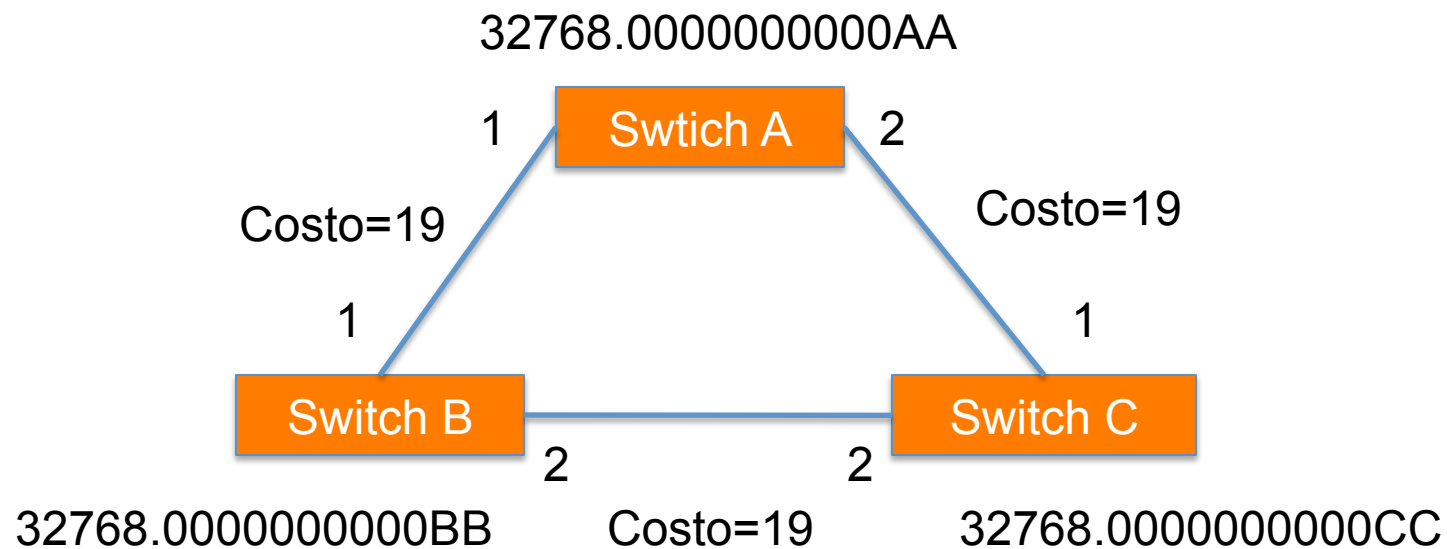 32768.0000000000AA
1 Swtich A 2
Costo=19 Costo=19
1 1
Switch B Switch C
2 2
32768.0000000000BB Costo=19 32768.0000000000CC